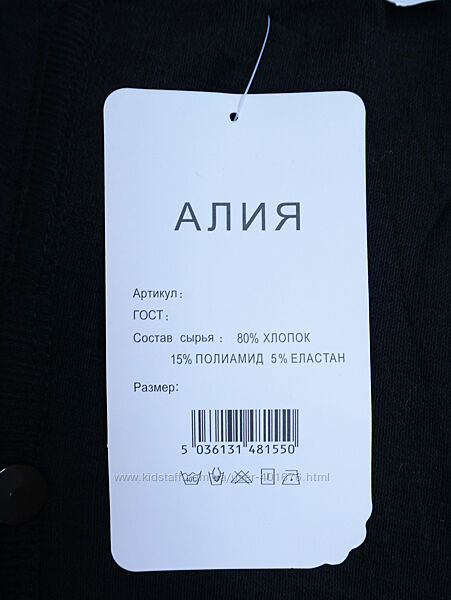 АЛИЯ
Артикул:
ГОСТ:
Состав сырья: 80% ХЛОПОК
15% ПОЛИАМИД 5% ЕЛАСТАН
Размер:
5 036131 481550